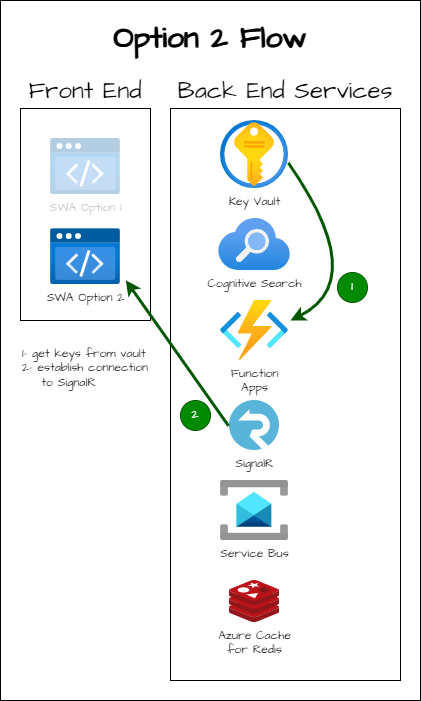 Option 2 Flow
Front End
Back End Services
SWA Option 1
SWA Option 2
1- get keys from vault
2- establish connection
to SignalR
Key Vault
Cognitive Search
1
Function
Apps
2
SignalR
Service Bus
Azure Cache
for Redis